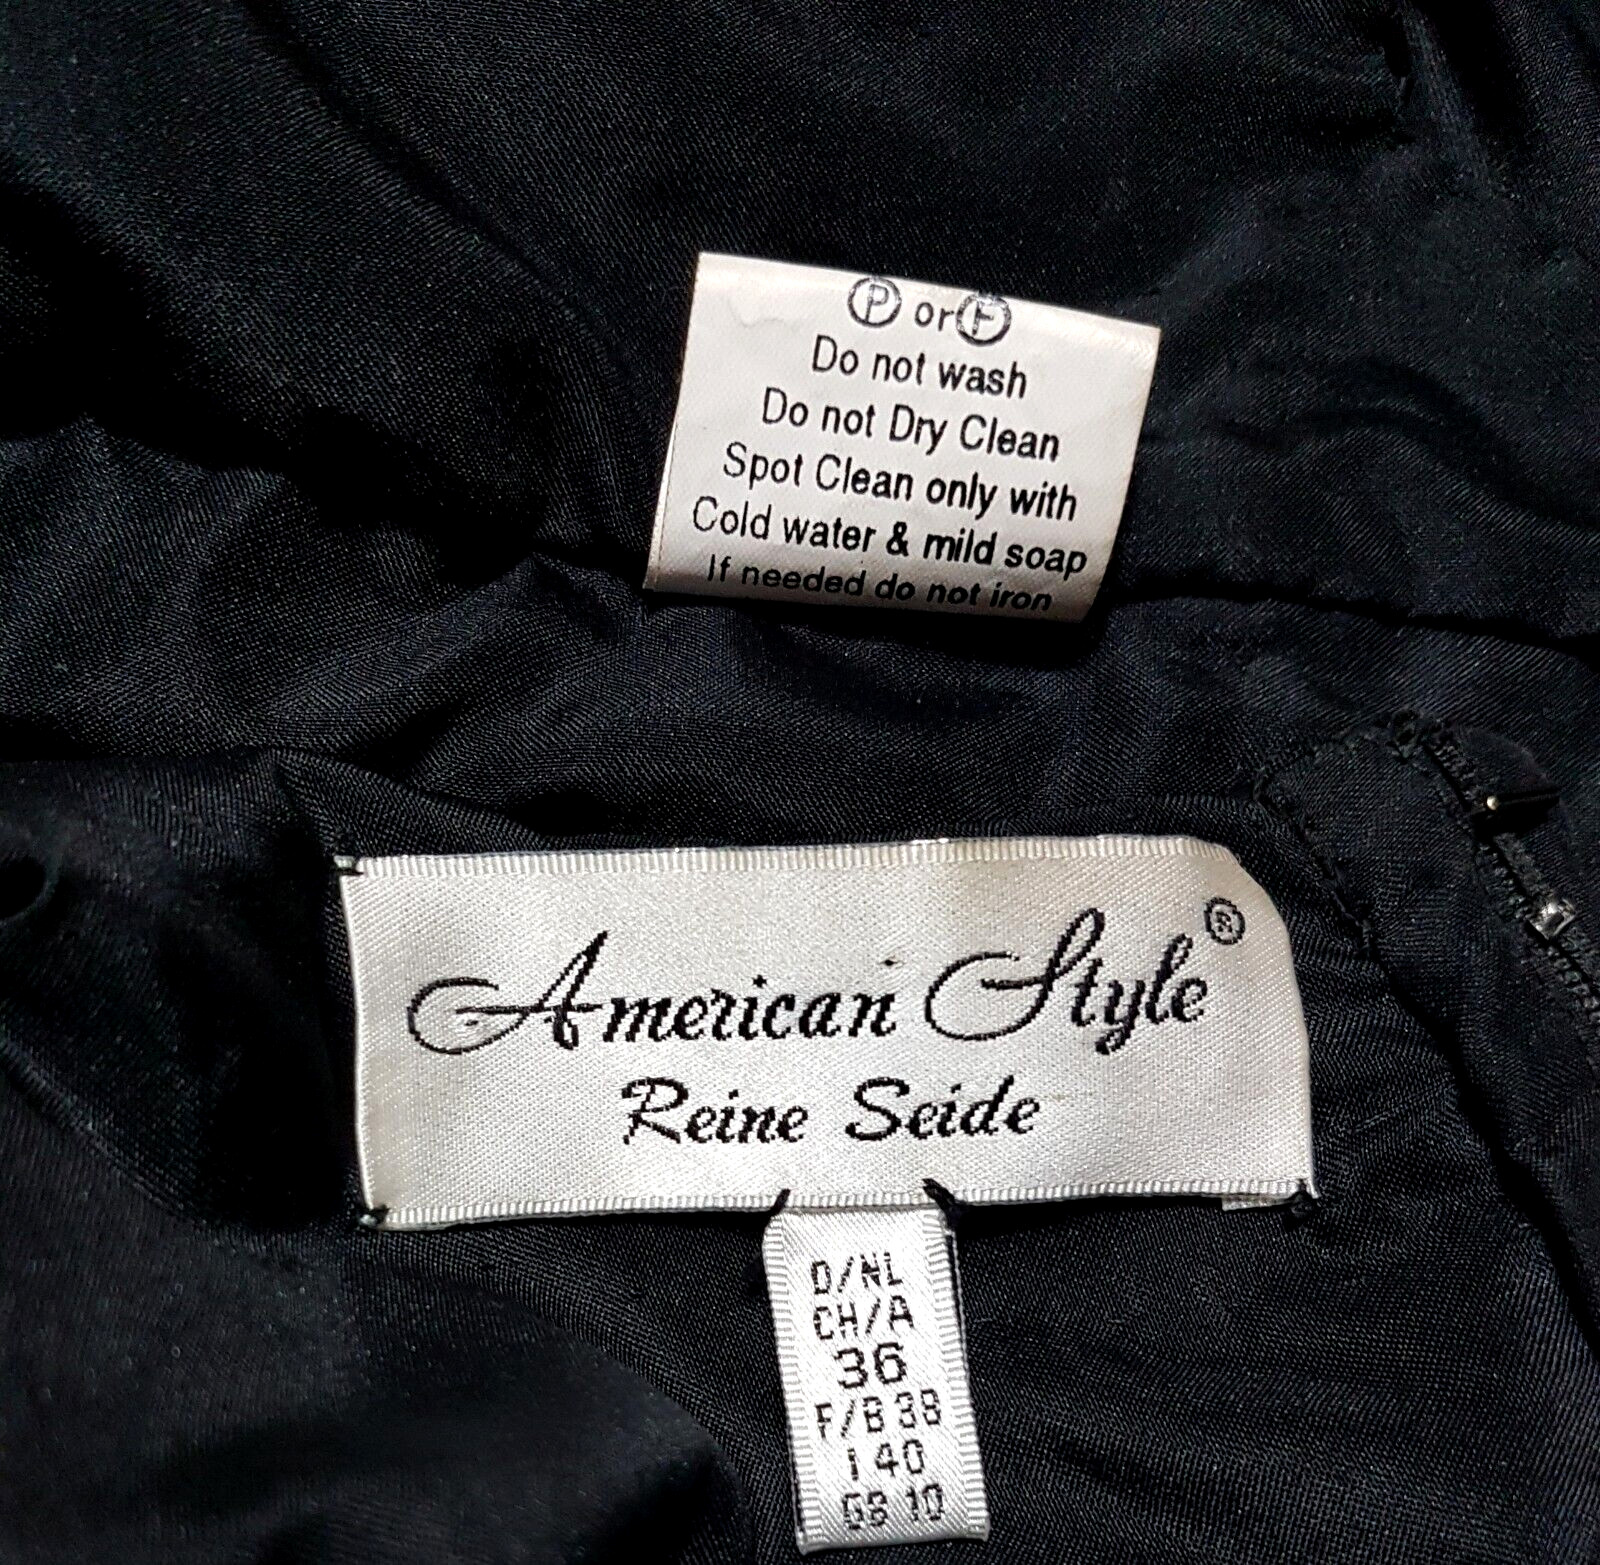 Ⓟ or Ⓕ
Do not wash
Do not Dry Clean
Spot Clean only with
Cold water & mild soap
If needed do not iron
American Style®
Reine Seide
D/NL
CH/A
36
F/B 38
I 40
GB 10